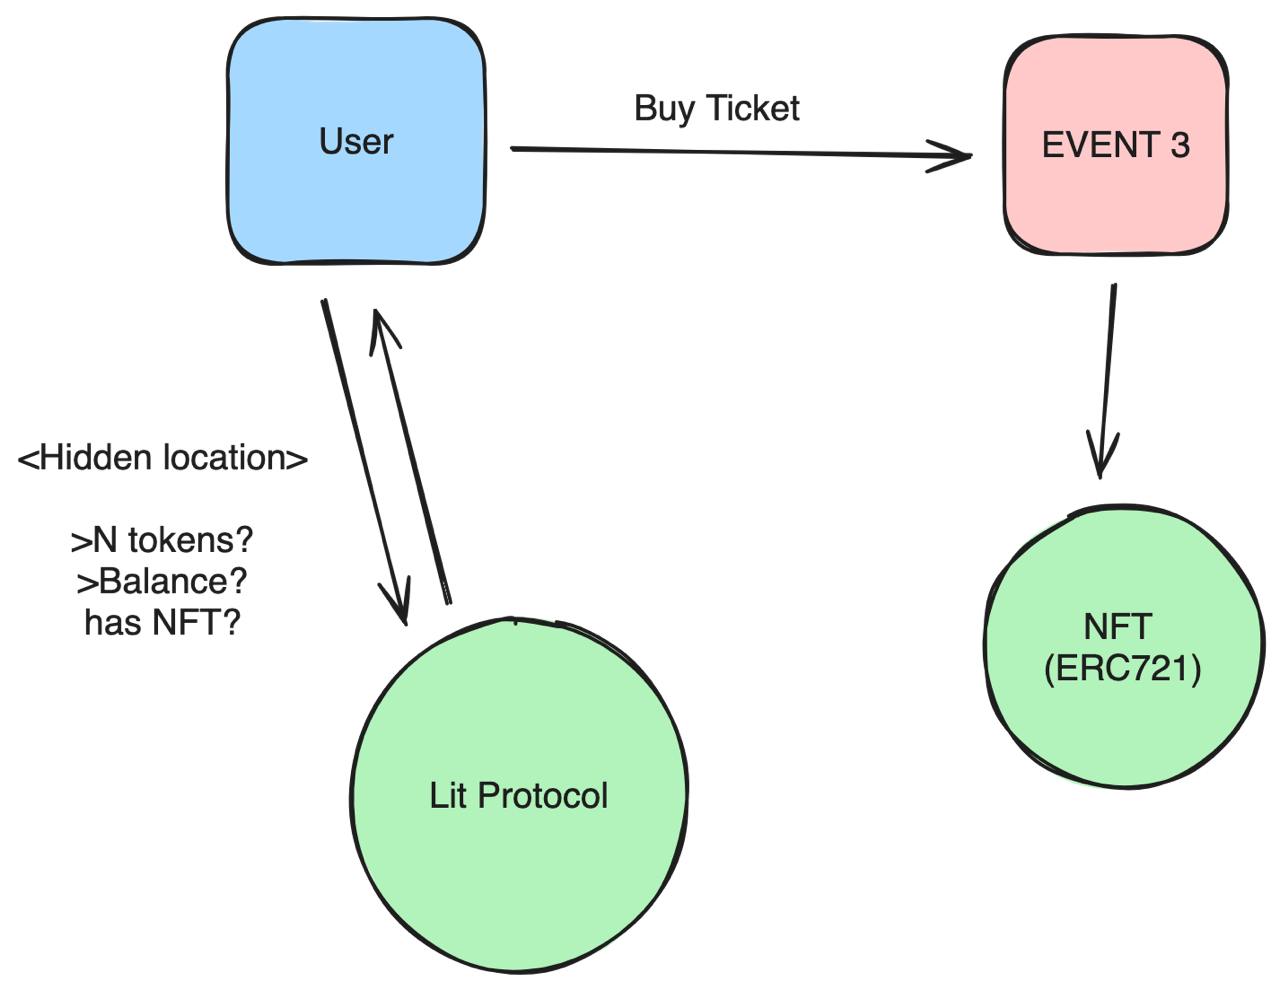 User
Buy Ticket
EVENT 3
<Hidden location>
>N tokens?
>Balance?
has NFT?
NFT
(ERC721)
Lit Protocol